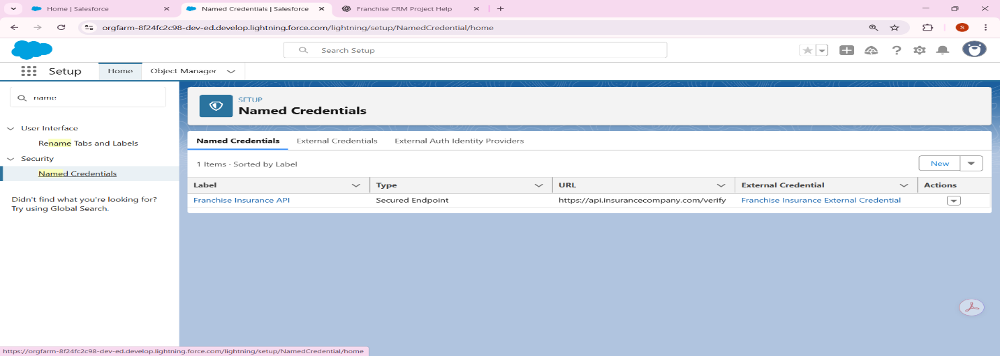 Home | Salesforce
Named Credentials | Salesforce
Franchise CRM Project Help
orgfarm-8f24fc2c98-dev-ed.develop.lightning.force.com/lightning/setup/NamedCredential/home
S
Search Setup
Setup
Home
Object Manager
name
User Interface
Rename Tabs and Labels
Security
Named Credentials
Didn't find what you're looking for?
Try using Global Search.
SETUP
Named Credentials
Named Credentials External Credentials External Auth Identity Providers
1 Items · Sorted by Label
New
Label Type URL External Credential Actions
Franchise Insurance API Secured Endpoint https://api.insurancecompany.com/verify Franchise Insurance External Credential
https://orgfarm-8f24fc2c98-dev-ed.develop.lightning.force.com/lightning/setup/NamedCredential/home